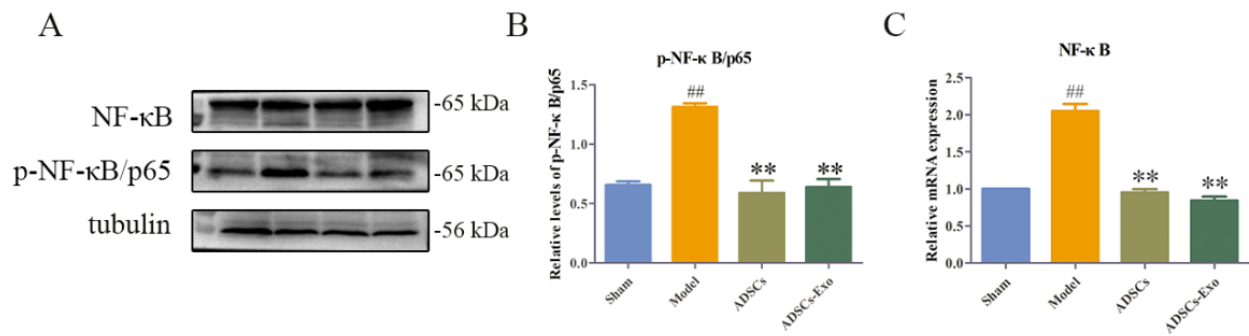 A
NF-κB
-65 kDa
p-NF-κB/p65
-65 kDa
tubulin
-56 kDa
B
p-NF-κ B/p65
Relative levels of p-NF-κ B/p65
1.5
1.0
0.5
0.0
##
**
**
Sham
Model
ADSCs
ADSCs-Exo
C
NF-κ B
Relative mRNA expression
2.5
2.0
1.5
1.0
0.5
0.0
##
**
**
Sham
Model
ADSCs
ADSCs-Exo